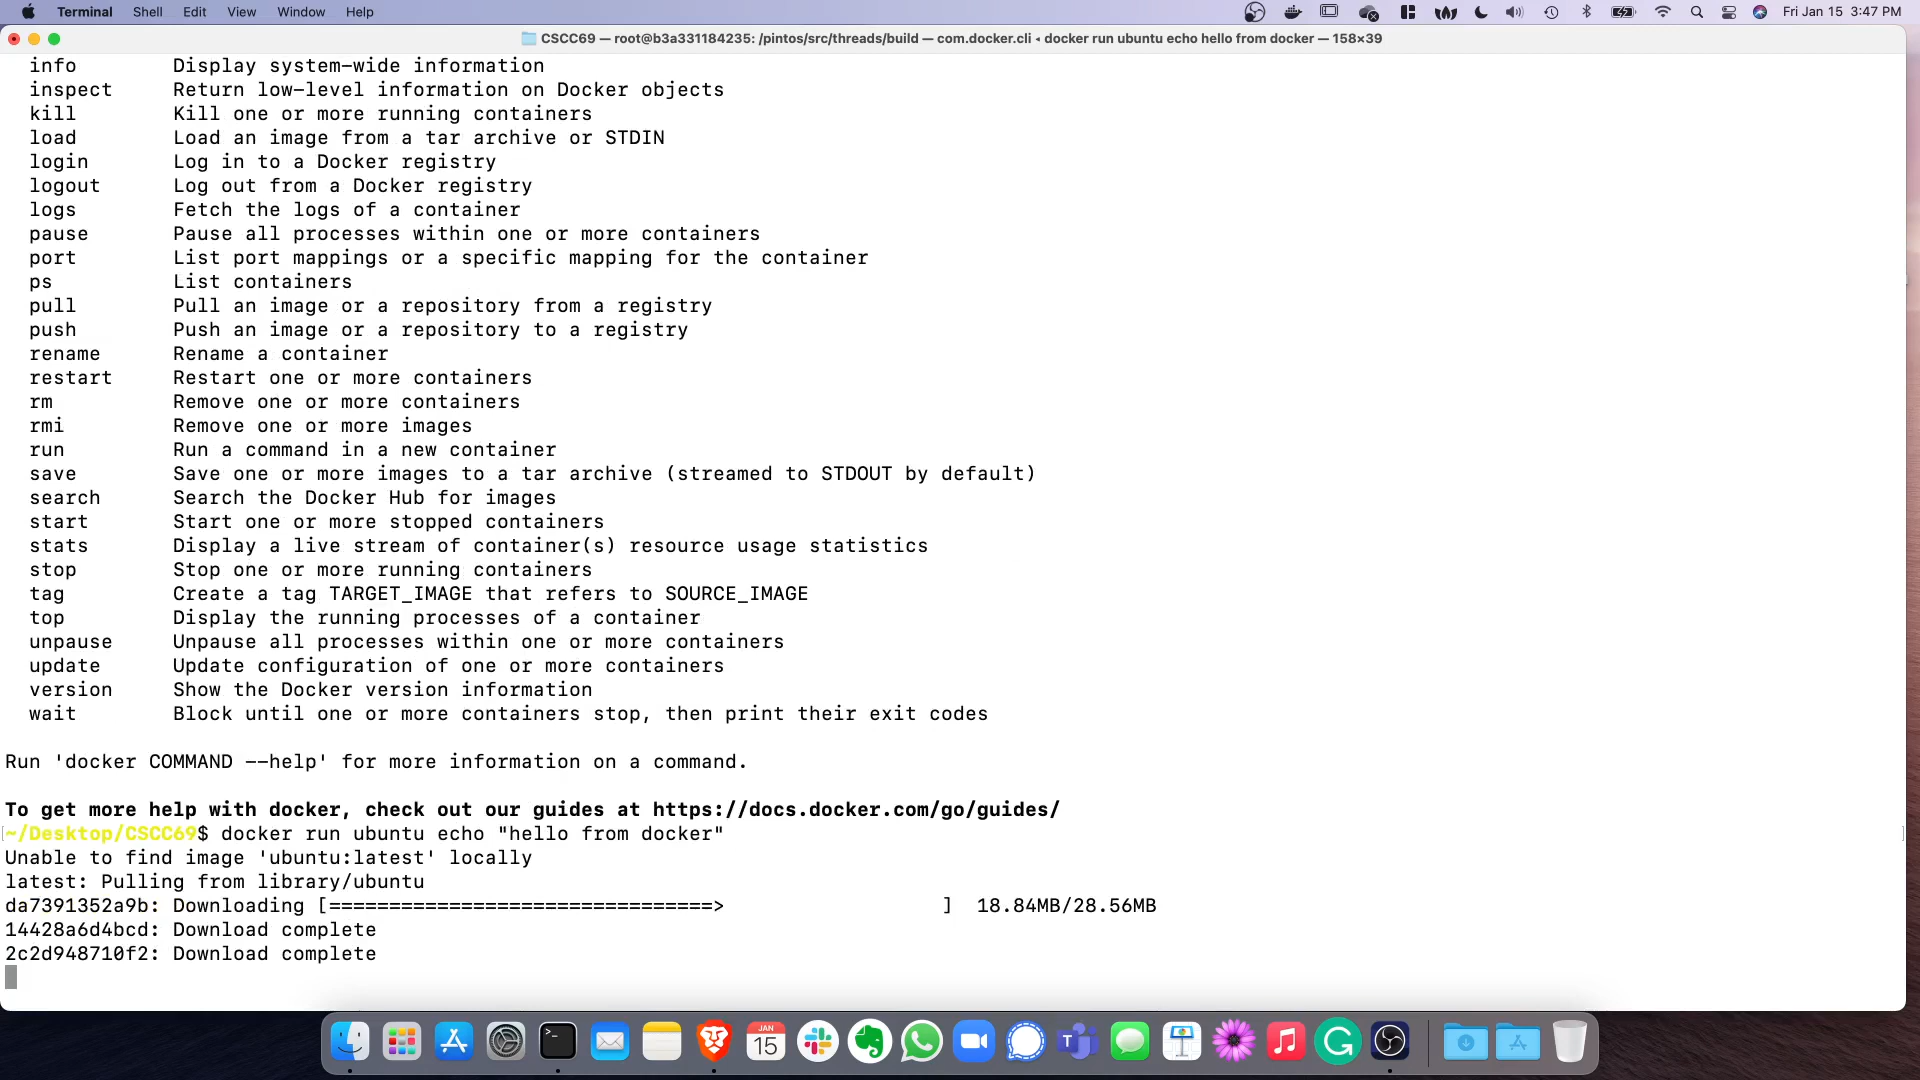 Terminal Shell Edit View Window Help Fri Jan 15 3:47 PM
CSCC69 — root@b3a331184235: /pintos/src/threads/build — com.docker.cli ◂ docker run ubuntu echo hello from docker — 158×39
info Display system-wide information
inspect Return low-level information on Docker objects
kill Kill one or more running containers
load Load an image from a tar archive or STDIN
login Log in to a Docker registry
logout Log out from a Docker registry
logs Fetch the logs of a container
pause Pause all processes within one or more containers
port List port mappings or a specific mapping for the container
ps List containers
pull Pull an image or a repository from a registry
push Push an image or a repository to a registry
rename Rename a container
restart Restart one or more containers
rm Remove one or more containers
rmi Remove one or more images
run Run a command in a new container
save Save one or more images to a tar archive (streamed to STDOUT by default)
search Search the Docker Hub for images
start Start one or more stopped containers
stats Display a live stream of container(s) resource usage statistics
stop Stop one or more running containers
tag Create a tag TARGET_IMAGE that refers to SOURCE_IMAGE
top Display the running processes of a container
unpause Unpause all processes within one or more containers
update Update configuration of one or more containers
version Show the Docker version information
wait Block until one or more containers stop, then print their exit codes
Run 'docker COMMAND --help' for more information on a command.
To get more help with docker, check out our guides at https://docs.docker.com/go/guides/
[~/Desktop/CSCC69$ docker run ubuntu echo "hello from docker" ]
Unable to find image 'ubuntu:latest' locally
latest: Pulling from library/ubuntu
da7391352a9b: Downloading [================================> ] 18.84MB/28.56MB
14428a6d4bcd: Download complete
2c2d948710f2: Download complete
JAN
15